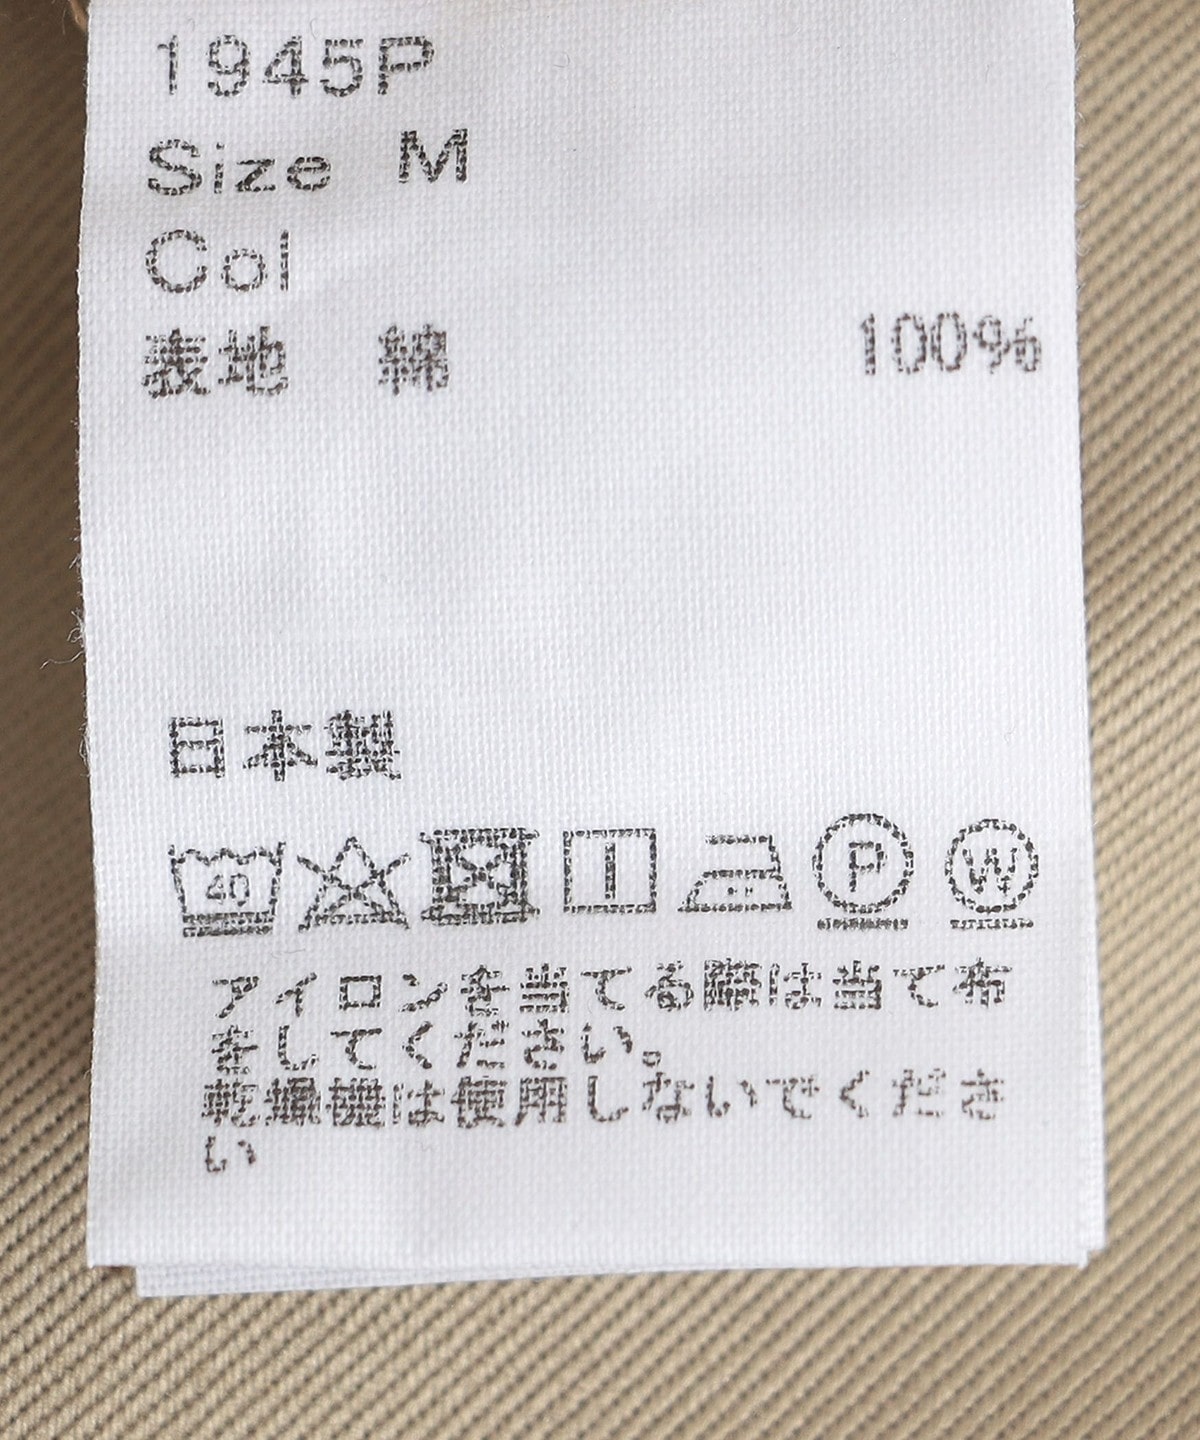 1945P
Size M
Col
表地 綿 100%
日本製
40 P W
アイロンを当てる際は当て布
をしてください。
乾燥機は使用しないでくださ
い